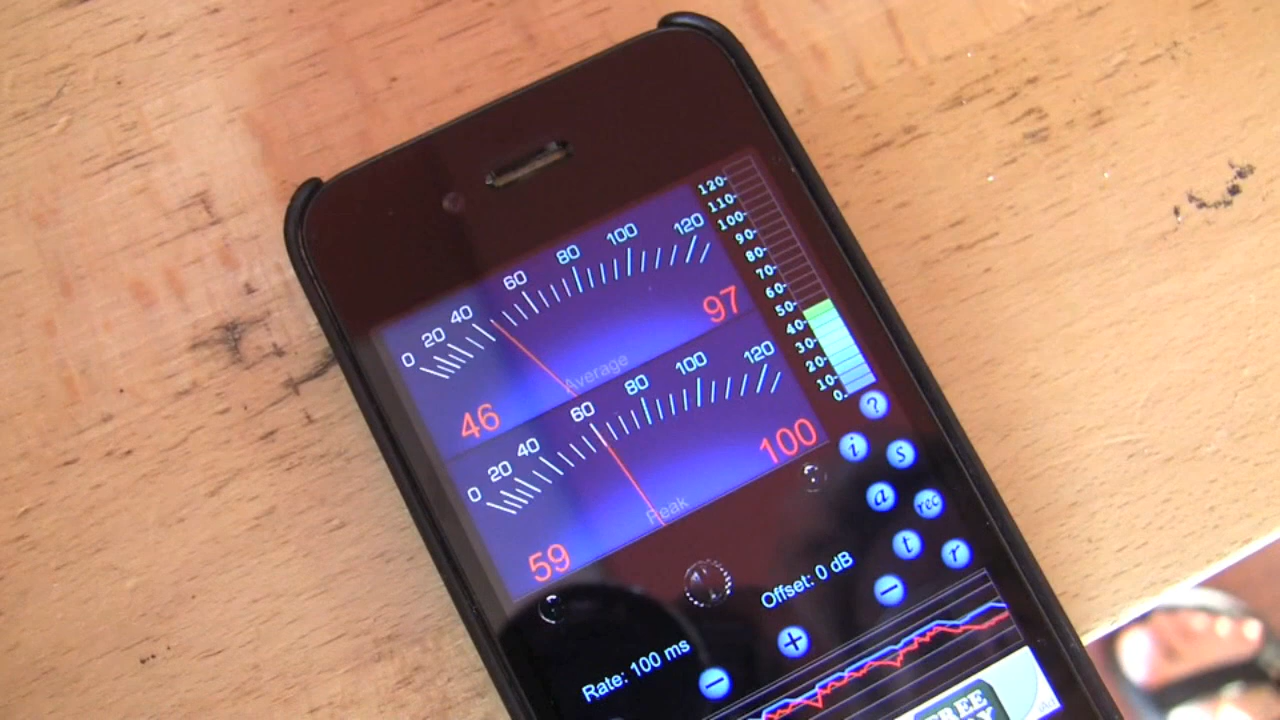 0 20 40 60 80 100 120
46 Average 97
0 20 40 60 80 100 120
59 Peak 100
120-
110-
100-
90-
80-
70-
60-
50-
40-
30-
20-
10-
0-
?
i s
a rec
t r
Rate: 100 ms Offset: 0 dB
− + −
FREE
iAd